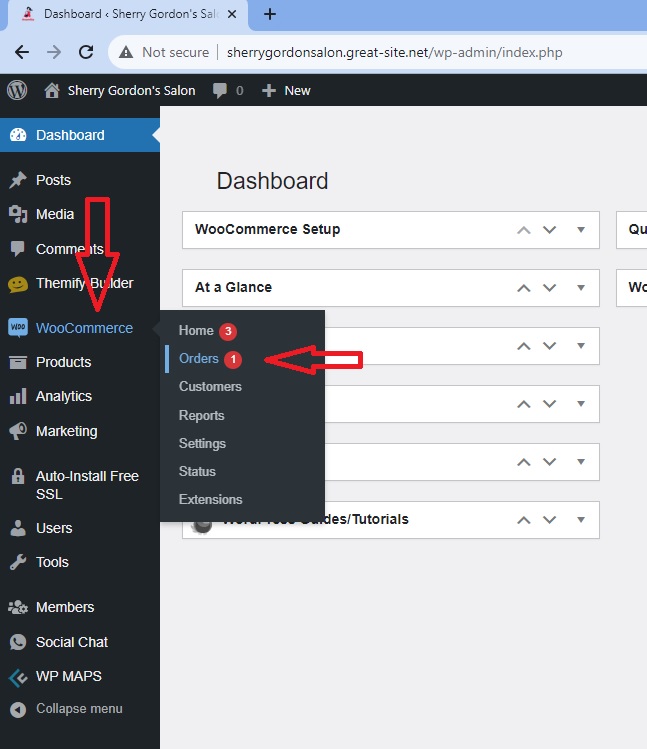 Dashboard ‹ Sherry Gordon's Sal
Not secure sherrygordonsalon.great-site.net/wp-admin/index.php
Sherry Gordon's Salon 0 New
Dashboard
Posts
Media
Comments
Themify Builder
WooCommerce
Products
Analytics
Marketing
Auto-Install Free
SSL
Users
Tools
Members
Social Chat
WP MAPS
Collapse menu
Home 3
Orders 1
Customers
Reports
Settings
Status
Extensions
Dashboard
WooCommerce Setup
At a Glance
WordPress Guides/Tutorials
Qu
Wo